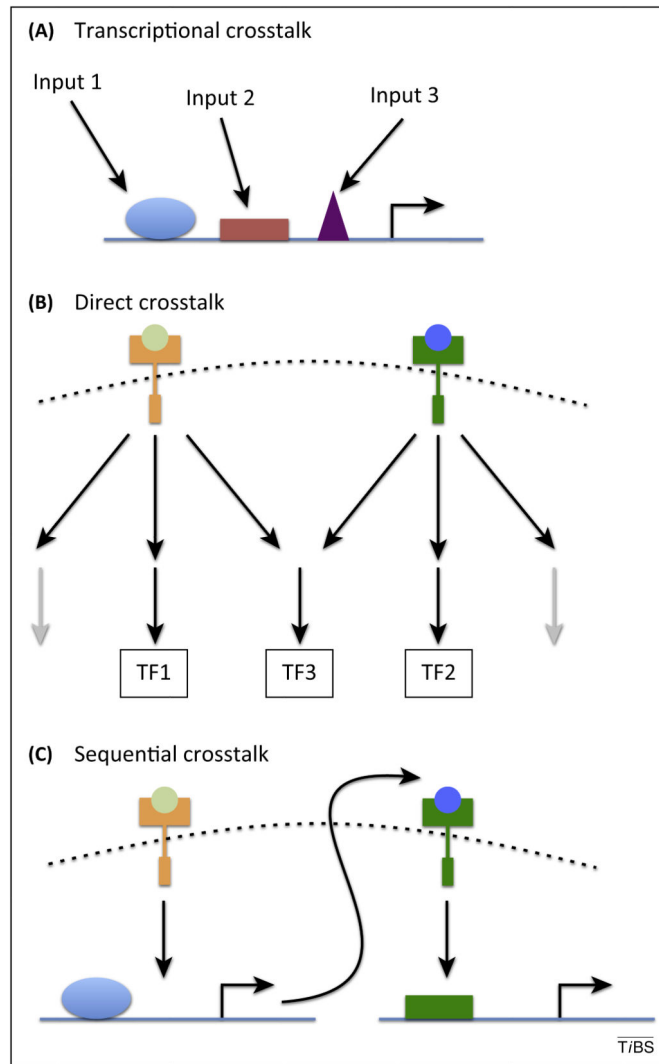 (A) Transcriptional crosstalk
Input 1
Input 2
Input 3
(B) Direct crosstalk
TF1
TF3
TF2
(C) Sequential crosstalk
TiBS